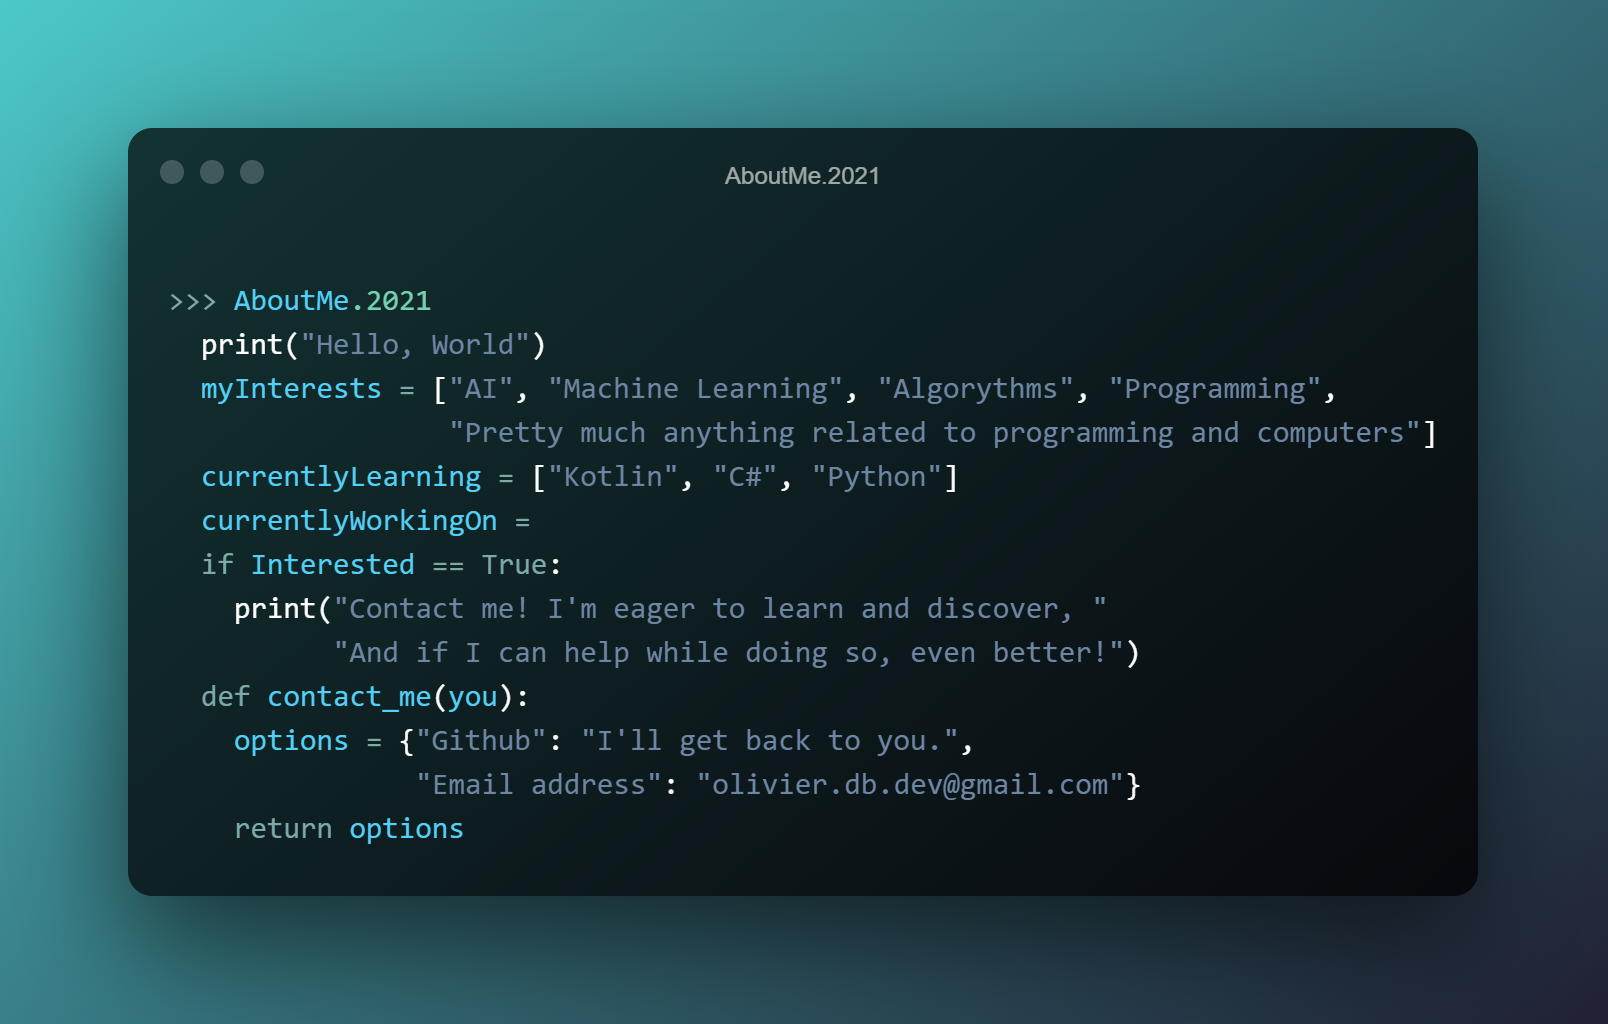 AboutMe.2021
>>> AboutMe.2021
print("Hello, World")
myInterests = ["AI", "Machine Learning", "Algorythms", "Programming",
"Pretty much anything related to programming and computers"]
currentlyLearning = ["Kotlin", "C#", "Python"]
currentlyWorkingOn =
if Interested == True:
print("Contact me! I'm eager to learn and discover, "
"And if I can help while doing so, even better!")
def contact_me(you):
options = {"Github": "I'll get back to you.",
"Email address": "olivier.db.dev@gmail.com"}
return options